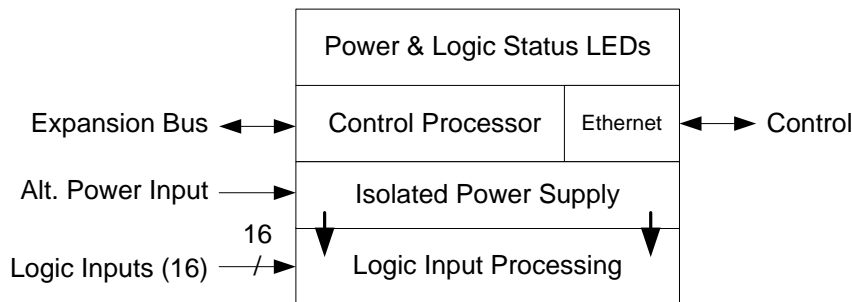 Power & Logic Status LEDs
Expansion Bus
Control Processor
Ethernet
Control
Alt. Power Input
Isolated Power Supply
16
/
Logic Inputs (16)
Logic Input Processing